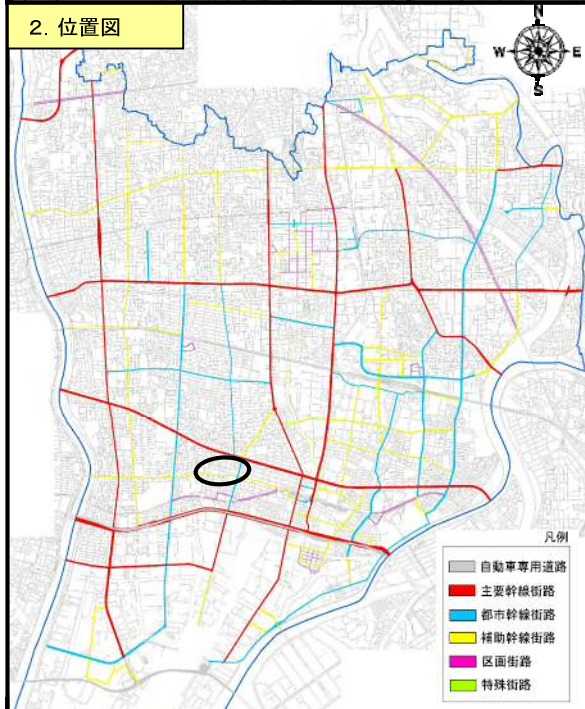 2．位置図
N
W E
S
凡例
自動車専用道路
主要幹線街路
都市幹線街路
補助幹線街路
区画街路
特殊街路